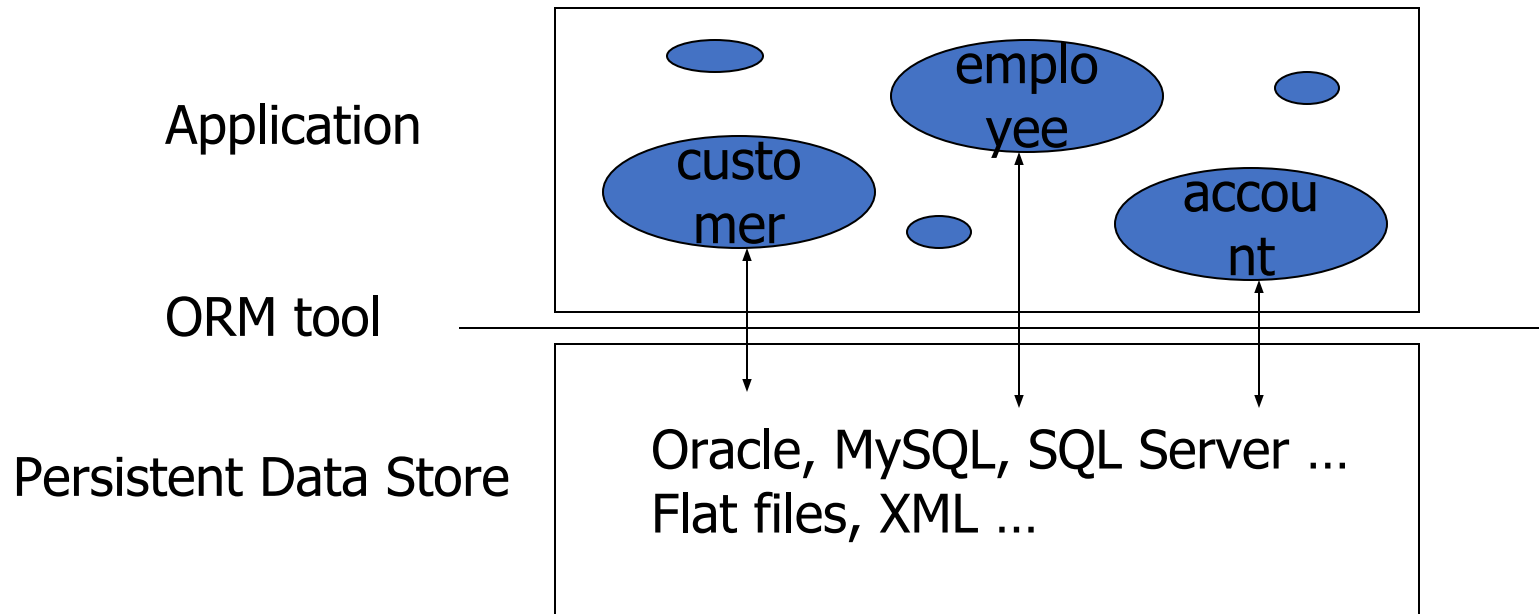 Application
emplo
yee
custo
mer
accou
nt
ORM tool
Persistent Data Store
Oracle, MySQL, SQL Server …
Flat files, XML …